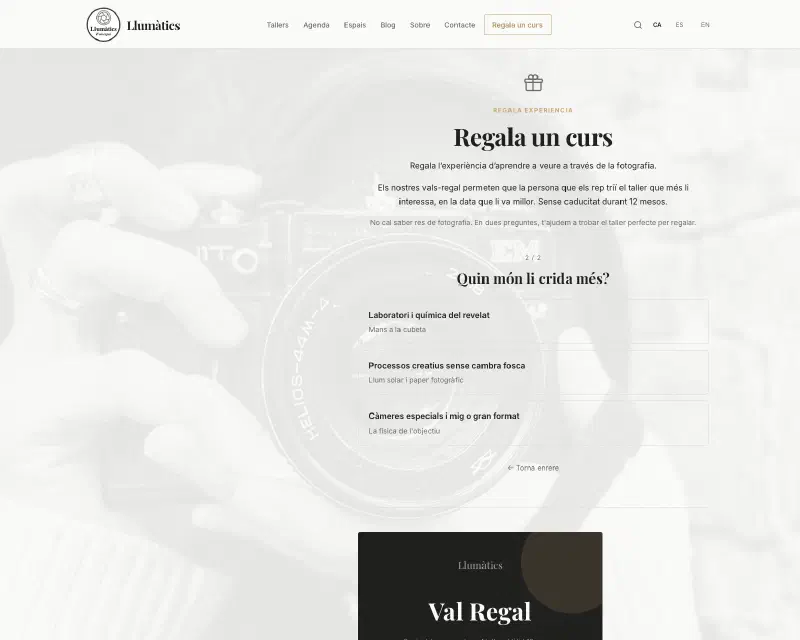 Llumàtics
Llumàtics
Tallers
Agenda
Espais
Blog
Sobre
Contacte
Regala un curs
CA
ES
EN
REGALA EXPERIENCIA
Regala un curs
Regala l'experiència d'aprendre a veure a través de la fotografia.
Els nostres vals-regal permeten que la persona que els rep triï el taller que més li
interessa, en la data que li va millor. Sense caducitat durant 12 mesos.
No cal saber res de fotografia. En dues preguntes, t'ajudem a trobar el taller perfecte per regalar.
2 / 2
Quin món li crida més?
Laboratori i química del revelat
Mans a la cubeta
Processos creatius sense cambra fosca
Llum solar i paper fotogràfic
Càmeres especials i mig o gran format
La física de l'objectiu
← Torna enrere
HELIOS-44M-4
Llumàtics
Val Regal